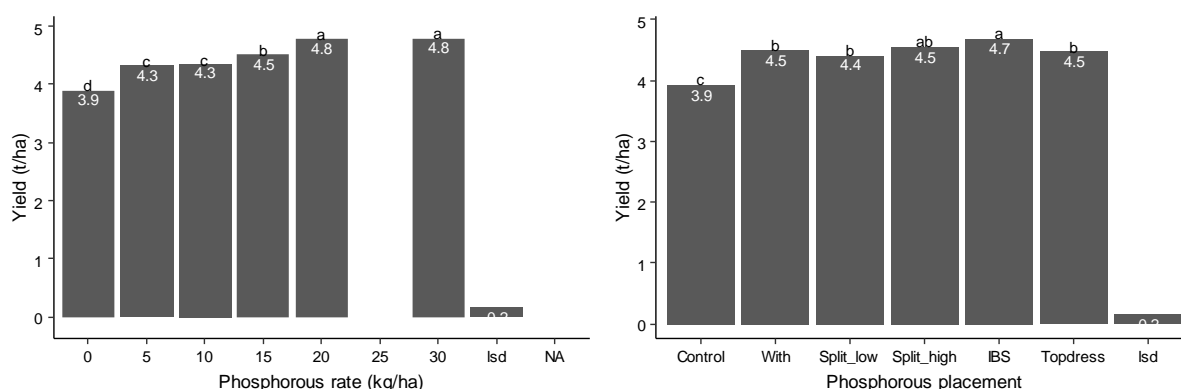 5
4
3
2
1
0
Yield (t/ha)
d
3.9
c
4.3
c
4.3
b
4.5
a
4.8
a
4.8
0.2
0 5 10 15 20 25 30 lsd NA
Phosphorous rate (kg/ha)
5
4
3
2
1
0
Yield (t/ha)
c
3.9
b
4.5
b
4.4
ab
4.5
a
4.7
b
4.5
0.2
Control With Split_low Split_high IBS Topdress lsd
Phosphorous placement